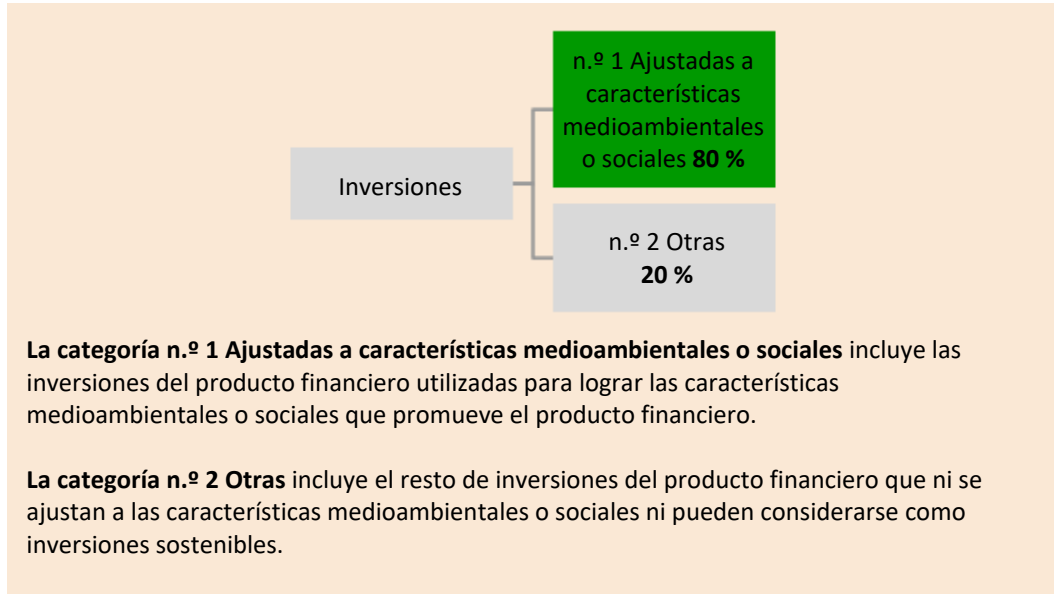 n.º 1 Ajustadas a
características
medioambientales
o sociales 80 %
Inversiones
n.º 2 Otras
20 %
La categoría n.º 1 Ajustadas a características medioambientales o sociales incluye las
inversiones del producto financiero utilizadas para lograr las características
medioambientales o sociales que promueve el producto financiero.
La categoría n.º 2 Otras incluye el resto de inversiones del producto financiero que ni se
ajustan a las características medioambientales o sociales ni pueden considerarse como
inversiones sostenibles.